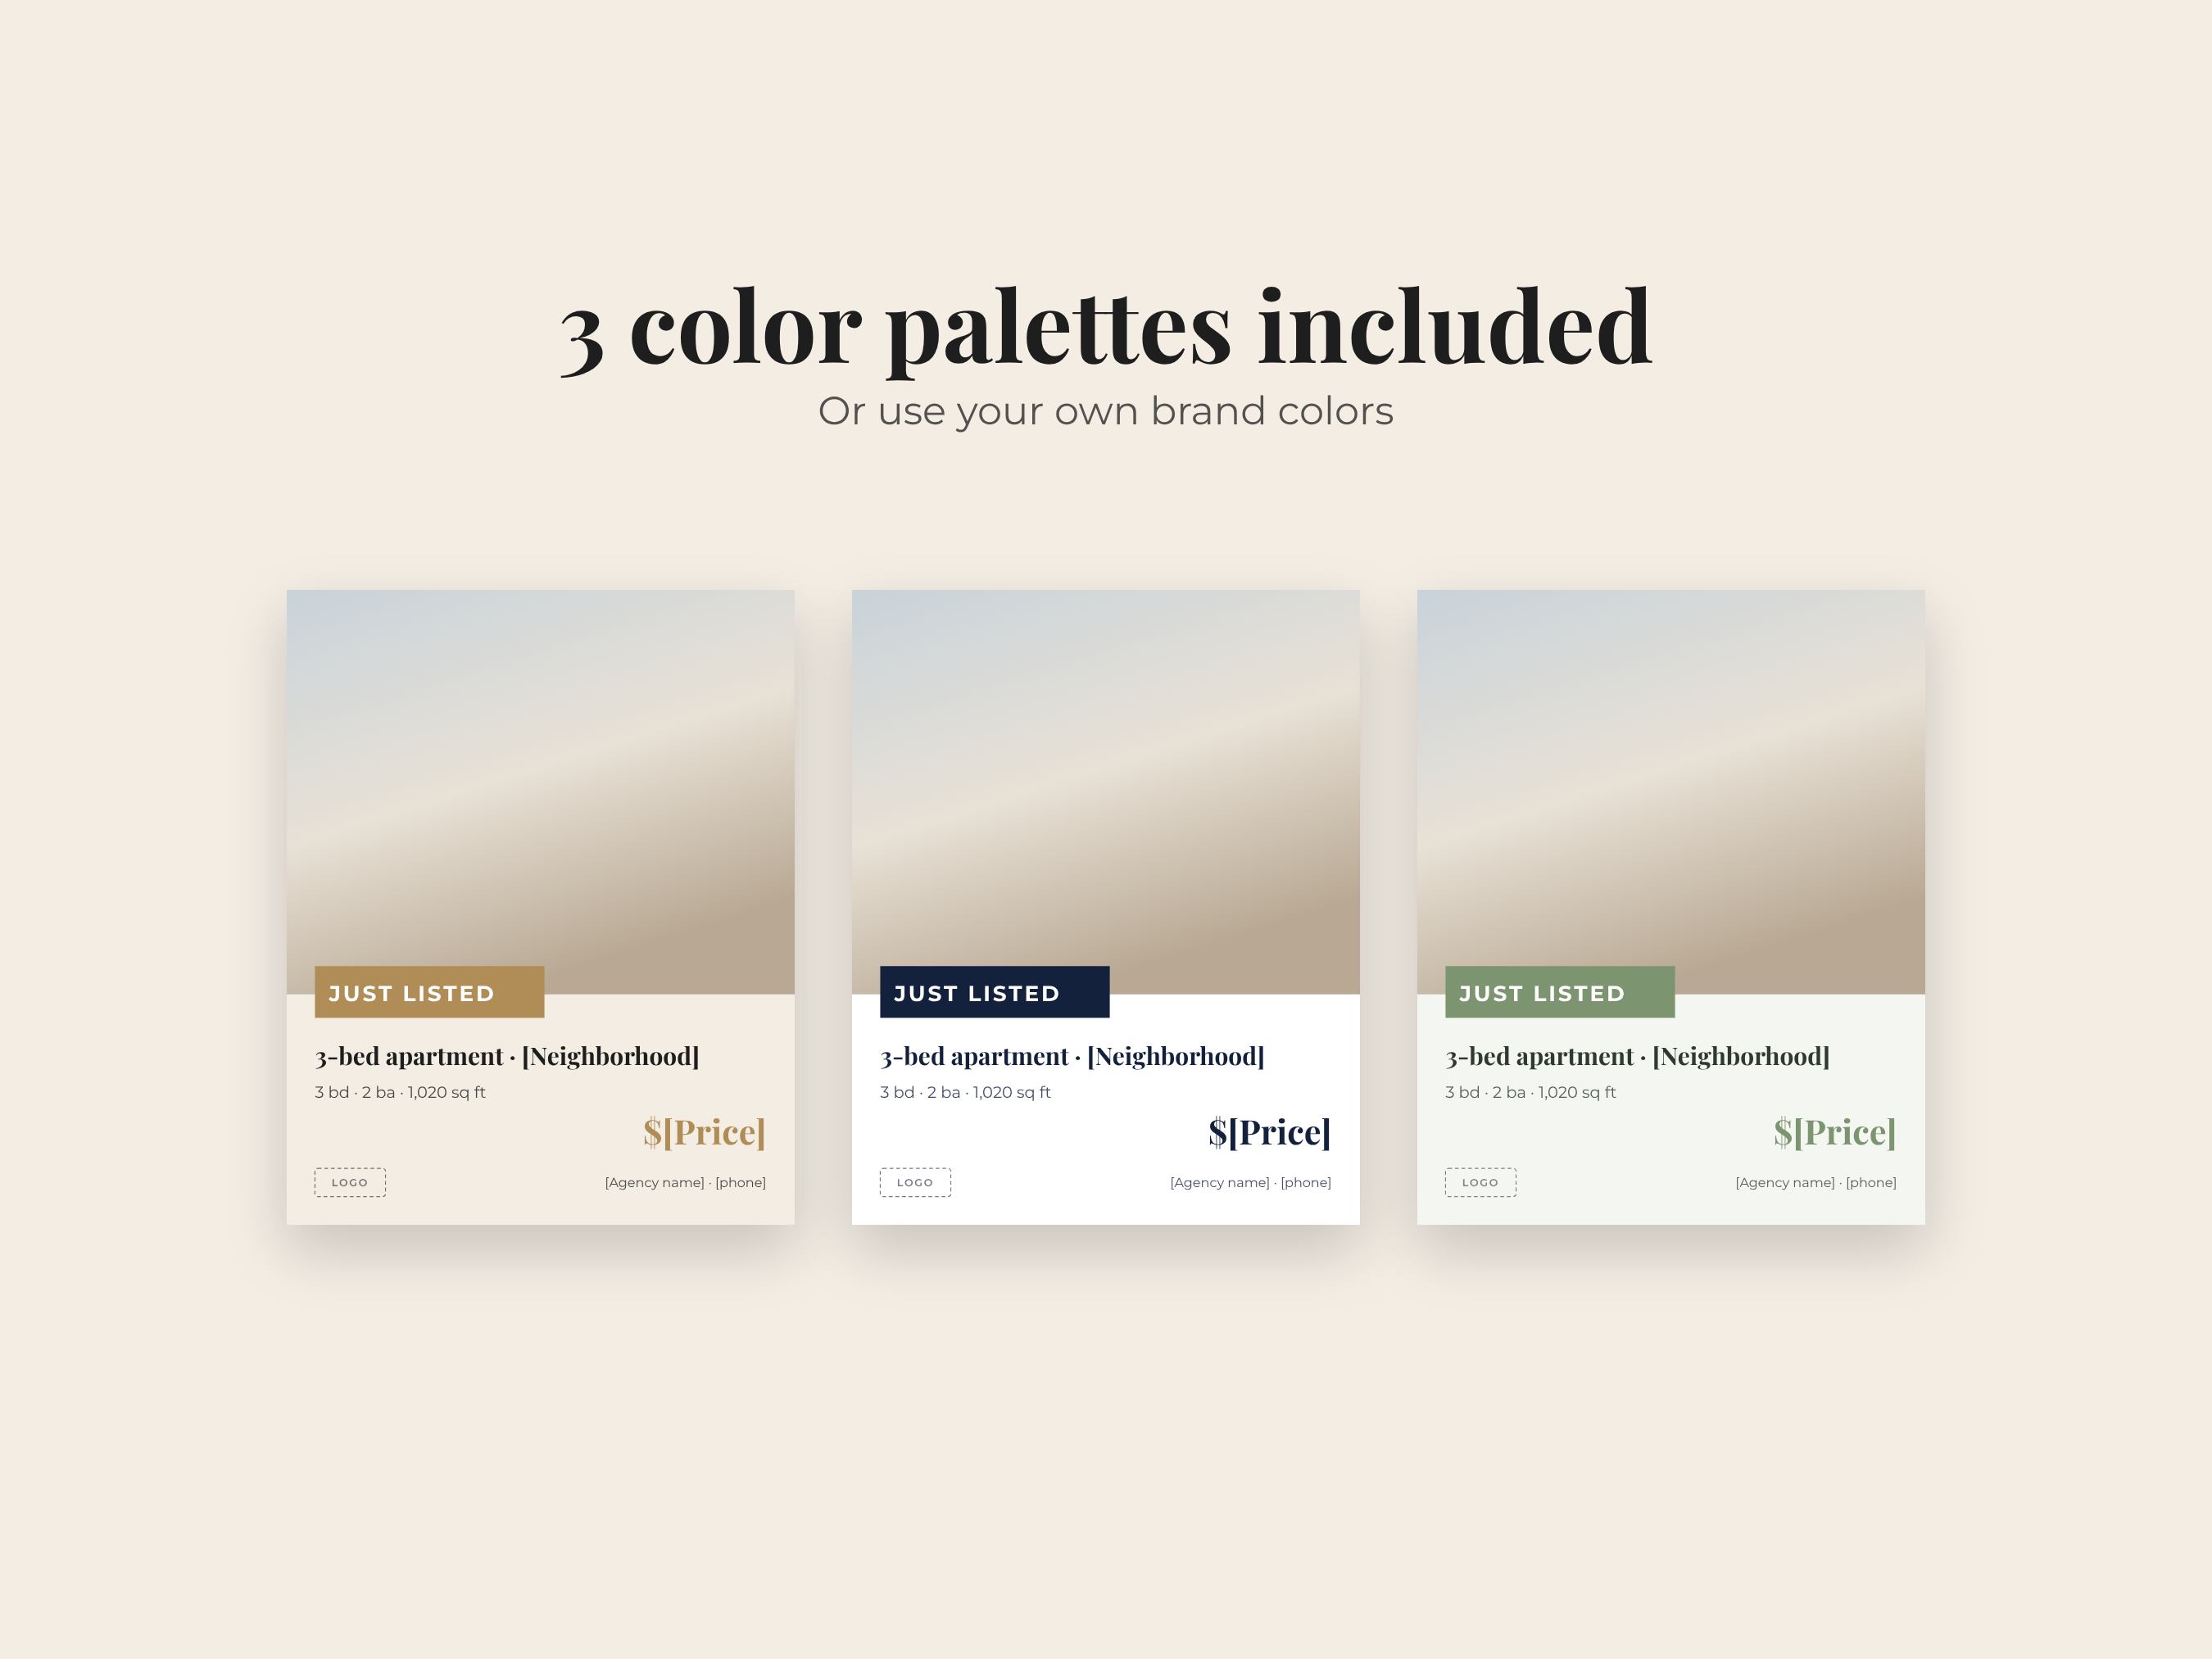 3 color palettes included
Or use your own brand colors
JUST LISTED
3-bed apartment · [Neighborhood]
3 bd · 2 ba · 1,020 sq ft
$[Price]
LOGO
[Agency name] · [phone]
JUST LISTED
3-bed apartment · [Neighborhood]
3 bd · 2 ba · 1,020 sq ft
$[Price]
LOGO
[Agency name] · [phone]
JUST LISTED
3-bed apartment · [Neighborhood]
3 bd · 2 ba · 1,020 sq ft
$[Price]
LOGO
[Agency name] · [phone]